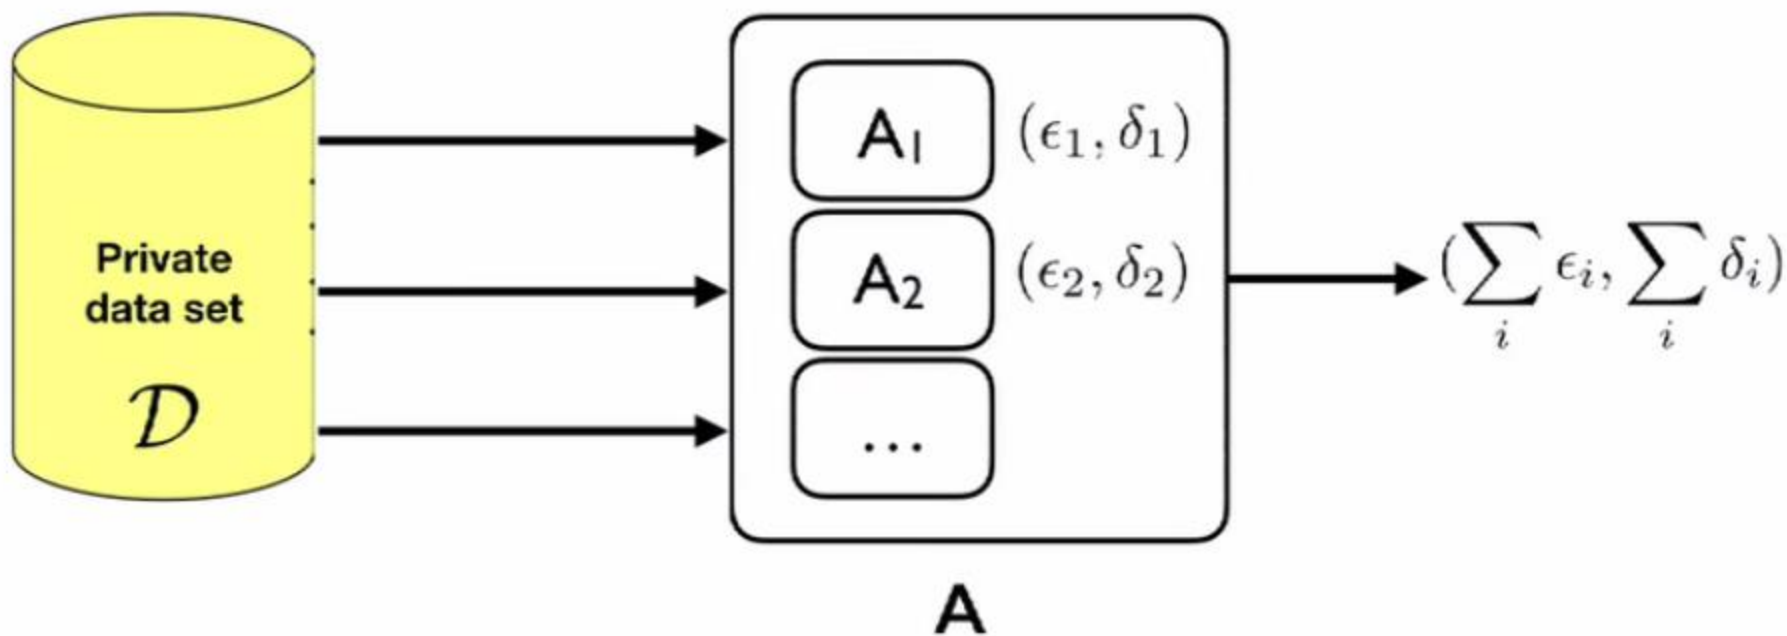 Private
data set
𝒟
A₁ (ϵ₁, δ₁)
A₂ (ϵ₂, δ₂)
...
A
(∑ᵢ ϵᵢ, ∑ᵢ δᵢ)